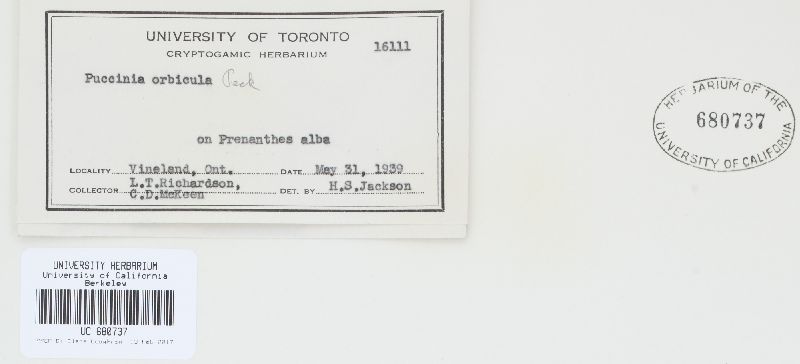 UNIVERSITY OF TORONTO
CRYPTOGAMIC HERBARIUM
16111
Puccinia orbicula Peck
on Prenanthes alba
LOCALITY Vineland, Ont. DATE May 31, 1939
COLLECTOR L.T.Richardson, C.D.McKeen DET. BY H.S.Jackson
HERBARIUM OF THE
680737
UNIVERSITY OF CALIFORNIA
UNIVERSITY HERBARIUM
University of California
Berkeley
UC 680737